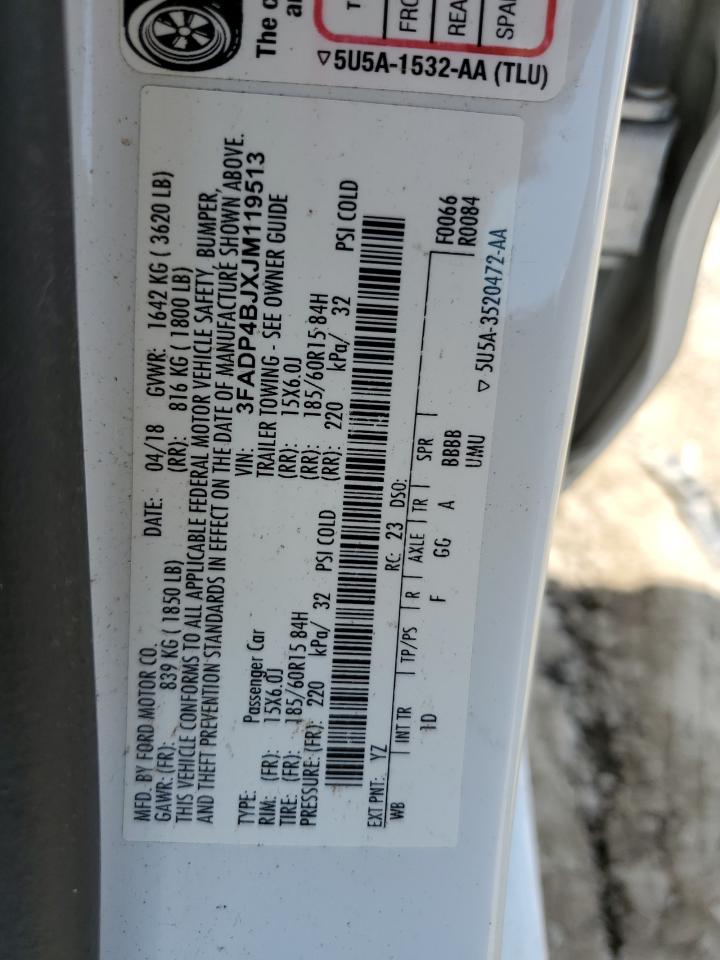 The c
an
T
FRO
REA
SPA
▽5U5A-1532-AA (TLU)
MFD. BY FORD MOTOR CO. DATE: 04/18 GVWR: 1642 KG ( 3620 LB)
GAWR: (FR): 839 KG ( 1850 LB) (RR): 816 KG ( 1800 LB)
THIS VEHICLE CONFORMS TO ALL APPLICABLE FEDERAL MOTOR VEHICLE SAFETY, BUMPER,
AND THEFT PREVENTION STANDARDS IN EFFECT ON THE DATE OF MANUFACTURE SHOWN ABOVE.
VIN: 3FADP4BJXJM119513
TYPE: Passenger Car TRAILER TOWING - SEE OWNER GUIDE
RIM: (FR): 15X6.0J (RR): 15X6.0J
TIRE: (FR): 185/60R15 84H (RR): 185/60R15 84H
PRESSURE: (FR): 220 kPa/ 32 PSI COLD (RR): 220 kPa/ 32 PSI COLD
EXT PNT: YZ RC: 23 DSO: F0066
WB INT TR TP/PS R AXLE TR SPR R0084
1D F GG A BBBB
UMU
▽ 5U5A-3520472-AA